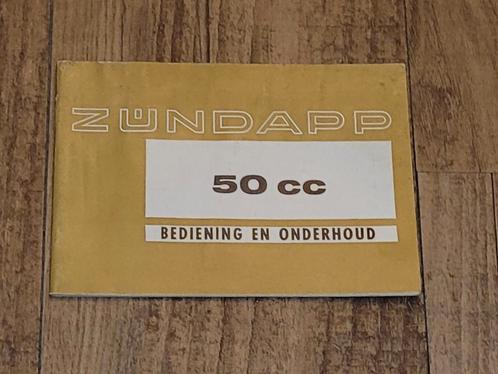 ZÜNDAPP
50 cc
BEDIENING EN ONDERHOUD